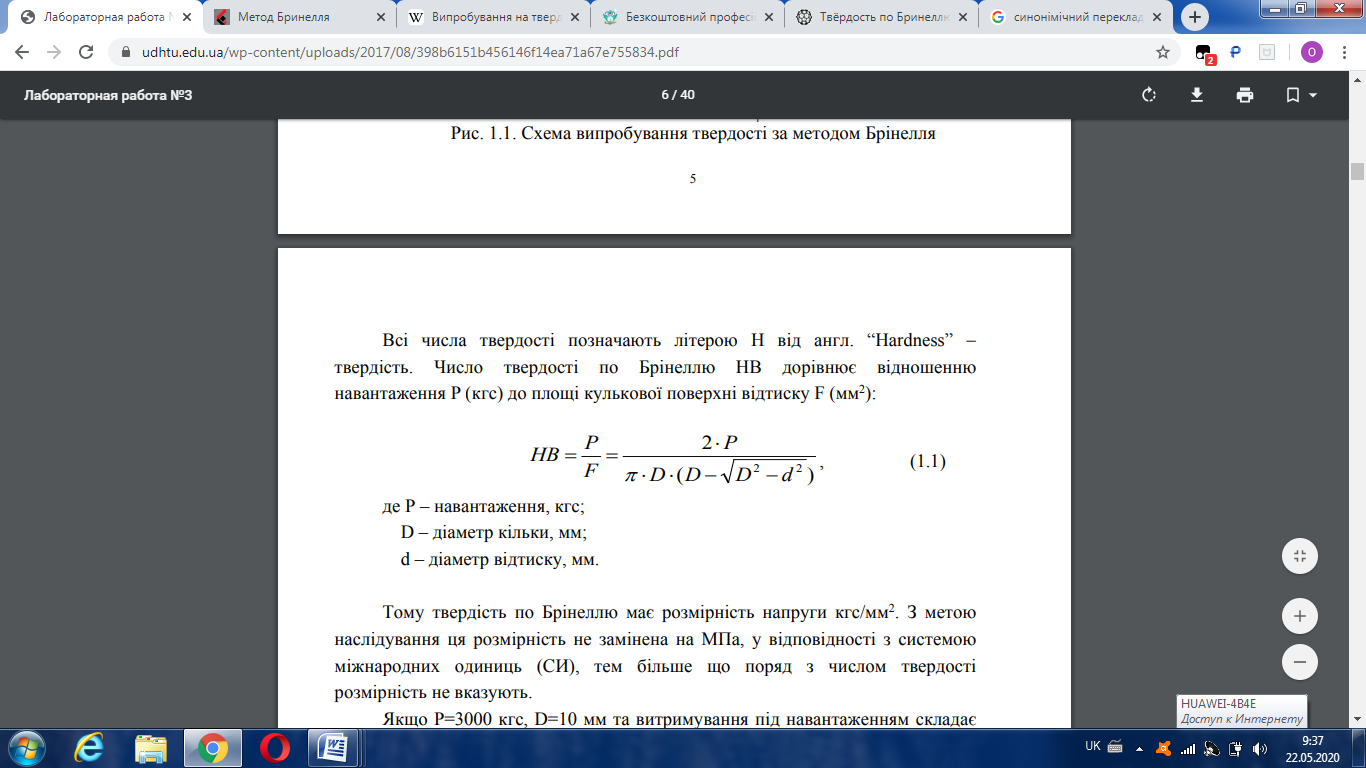 Лабораторная работа №
Метод Бринелля
Випробування на тверд
Безкоштовний професі
Твёрдость по Бринеллю
синонімічний переклад
udhtu.edu.ua/wp-content/uploads/2017/08/398b6151b456146f14ea71a67e755834.pdf
2
О
Лабораторная работа №3
6 / 40
Рис. 1.1. Схема випробування твердості за методом Брінелля
5
Всі числа твердості позначають літерою Н від англ. “Hardness” –
твердість. Число твердості по Брінеллю НВ дорівнює відношенню
навантаження Р (кгс) до площі кулькової поверхні відтиску F (мм²):
HB = P/F = 2·P / π·D·(D−√D²−d²), (1.1)
де Р – навантаження, кгс;
D – діаметр кільки, мм;
d – діаметр відтиску, мм.
Тому твердість по Брінеллю має розмірність напруги кгс/мм². З метою
наслідування ця розмірність не замінена на МПа, у відповідності з системою
міжнародних одиниць (СИ), тем більше що поряд з числом твердості
розмірність не вказують.
Якщо Р=3000 кгс, D=10 мм та витримування під навантаженням складає
HUAWEI-4B4E
Доступ к Интернету
UK
9:37
22.05.2020